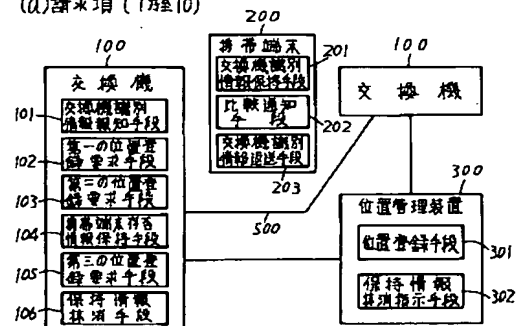 (a)請求項(1～10)
100
交換機
101
交換機識別
情報報知手段
102
第一の位置登
録要求手段
103
第二の位置登
録要求手段
104
携帯端末存否
情報保持手段
105
第三の位置登
録要求手段
106
保持情報
抹消手段
200
携帯端末
201
交換機識別
情報保持手段
比較通知
手段
202
交換機識別
情報送手段
203
100
交換機
500
300
位置管理装置
位置登録手段
301
保持情報
抹消指示手段
302